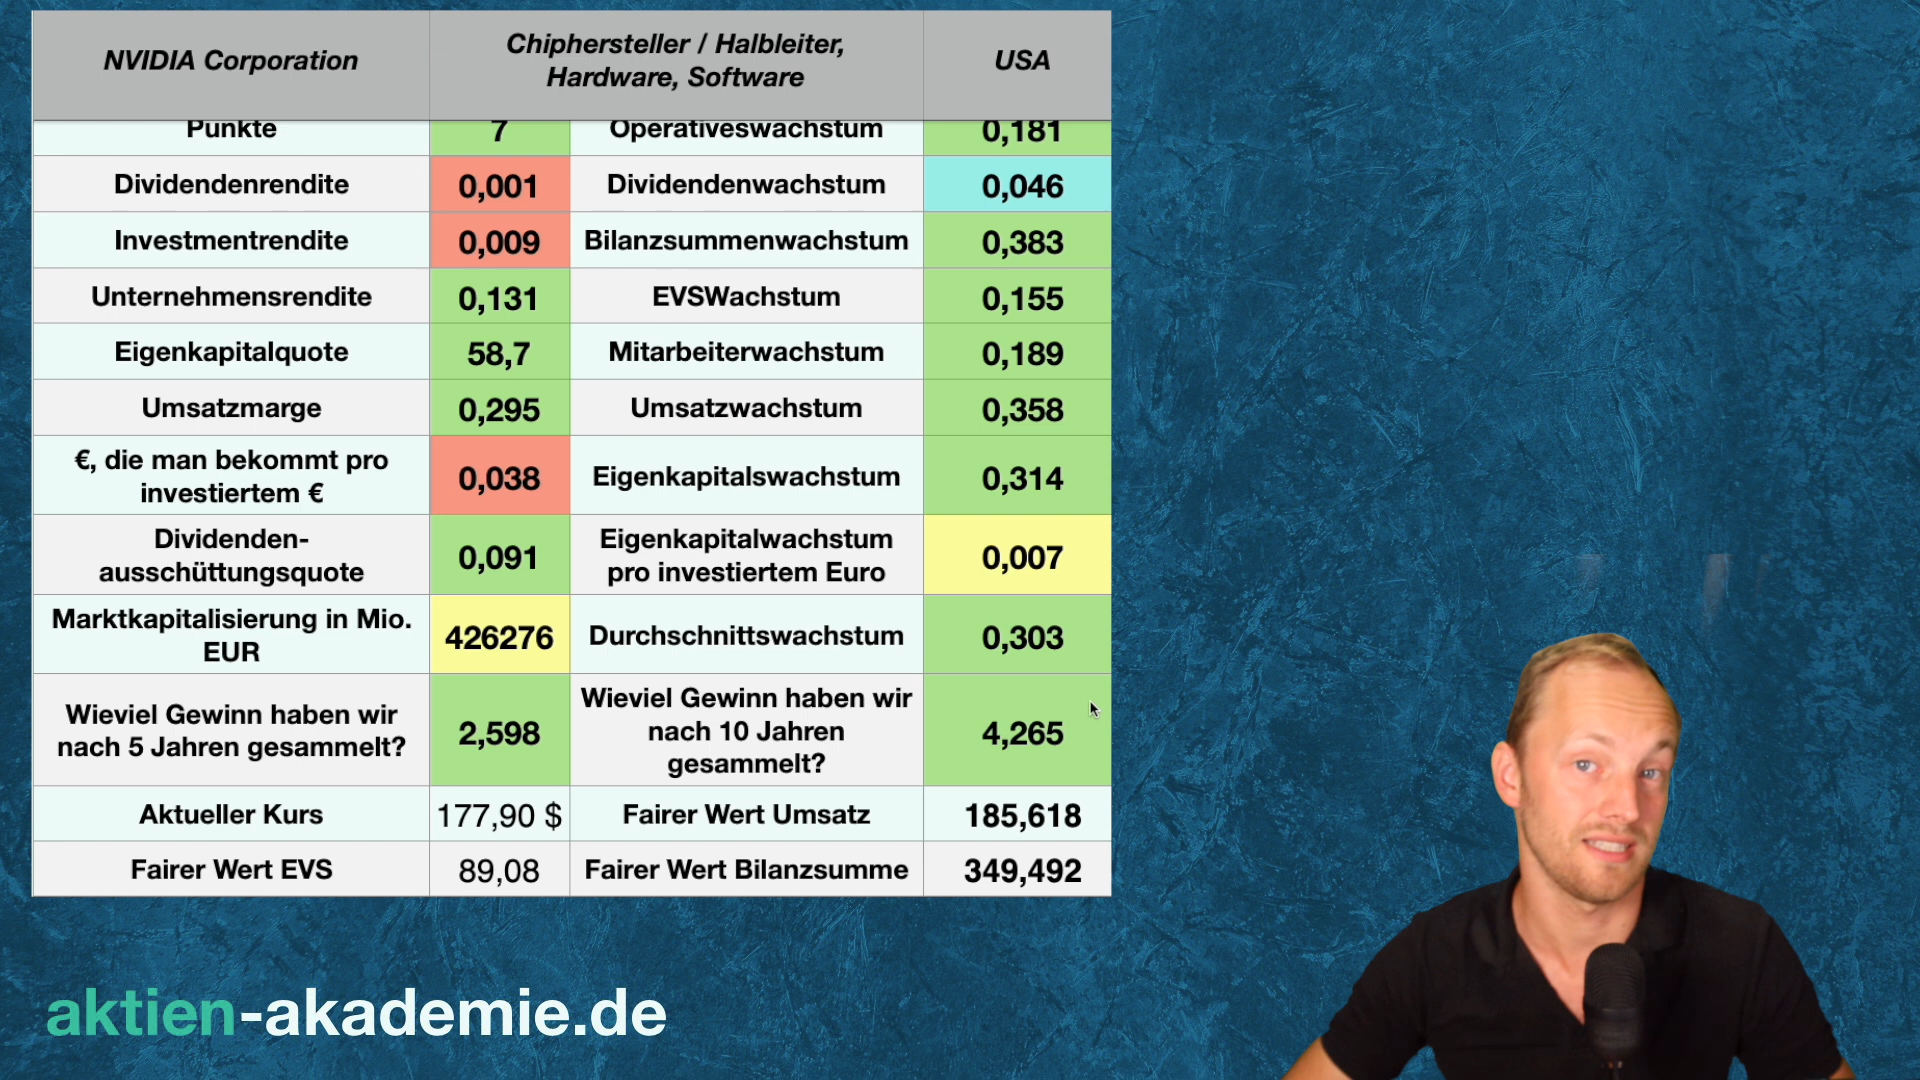 NVIDIA Corporation
Chiphersteller / Halbleiter,
Hardware, Software
USA
Punkte 7 Operativeswachstum 0,181
Dividendenrendite 0,001 Dividendenwachstum 0,046
Investmentrendite 0,009 Bilanzsummenwachstum 0,383
Unternehmensrendite 0,131 EVSWachstum 0,155
Eigenkapitalquote 58,7 Mitarbeiterwachstum 0,189
Umsatzmarge 0,295 Umsatzwachstum 0,358
€, die man bekommt pro
investiertem €
0,038
Eigenkapitalswachstum
0,314
Dividenden-
ausschüttungsquote
0,091
Eigenkapitalwachstum
pro investiertem Euro
0,007
Marktkapitalisierung in Mio.
EUR
426276
Durchschnittswachstum
0,303
Wieviel Gewinn haben wir
nach 5 Jahren gesammelt?
2,598
Wieviel Gewinn haben wir
nach 10 Jahren
gesammelt?
4,265
Aktueller Kurs 177,90 $ Fairer Wert Umsatz 185,618
Fairer Wert EVS 89,08 Fairer Wert Bilanzsumme 349,492
aktien-akademie.de